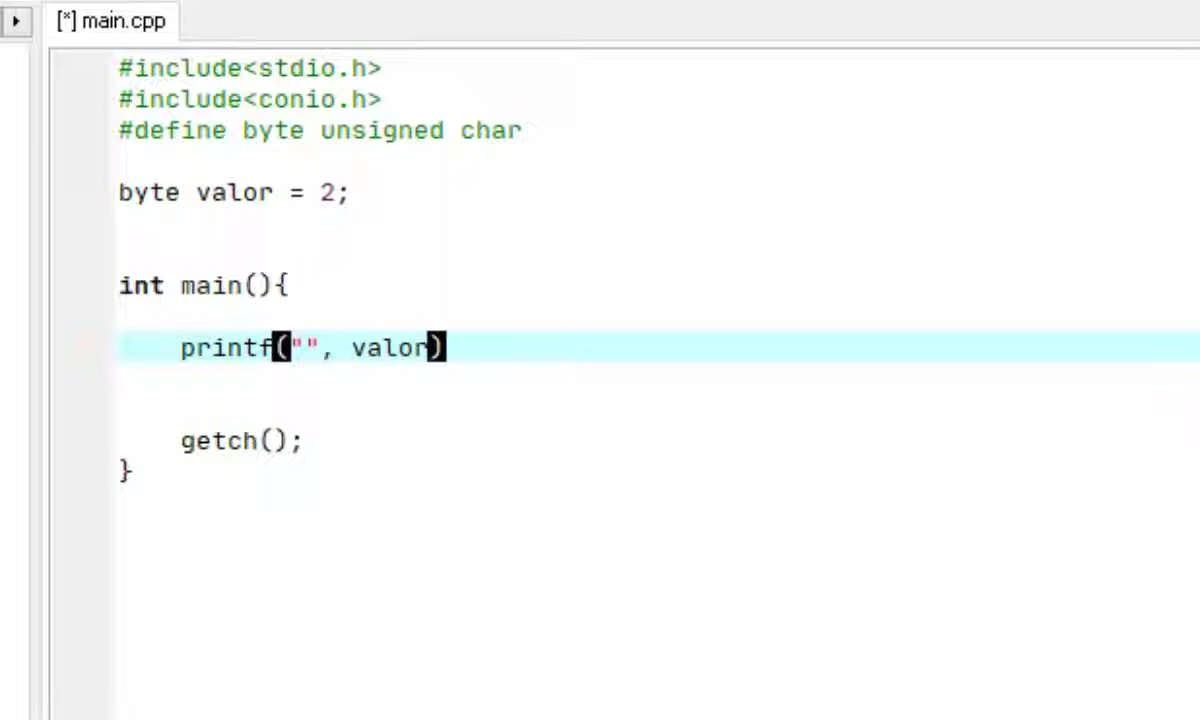 [*] main.cpp
#include<stdio.h>
#include<conio.h>
#define byte unsigned char
byte valor = 2;
int main(){
printf("", valor)
getch();
}